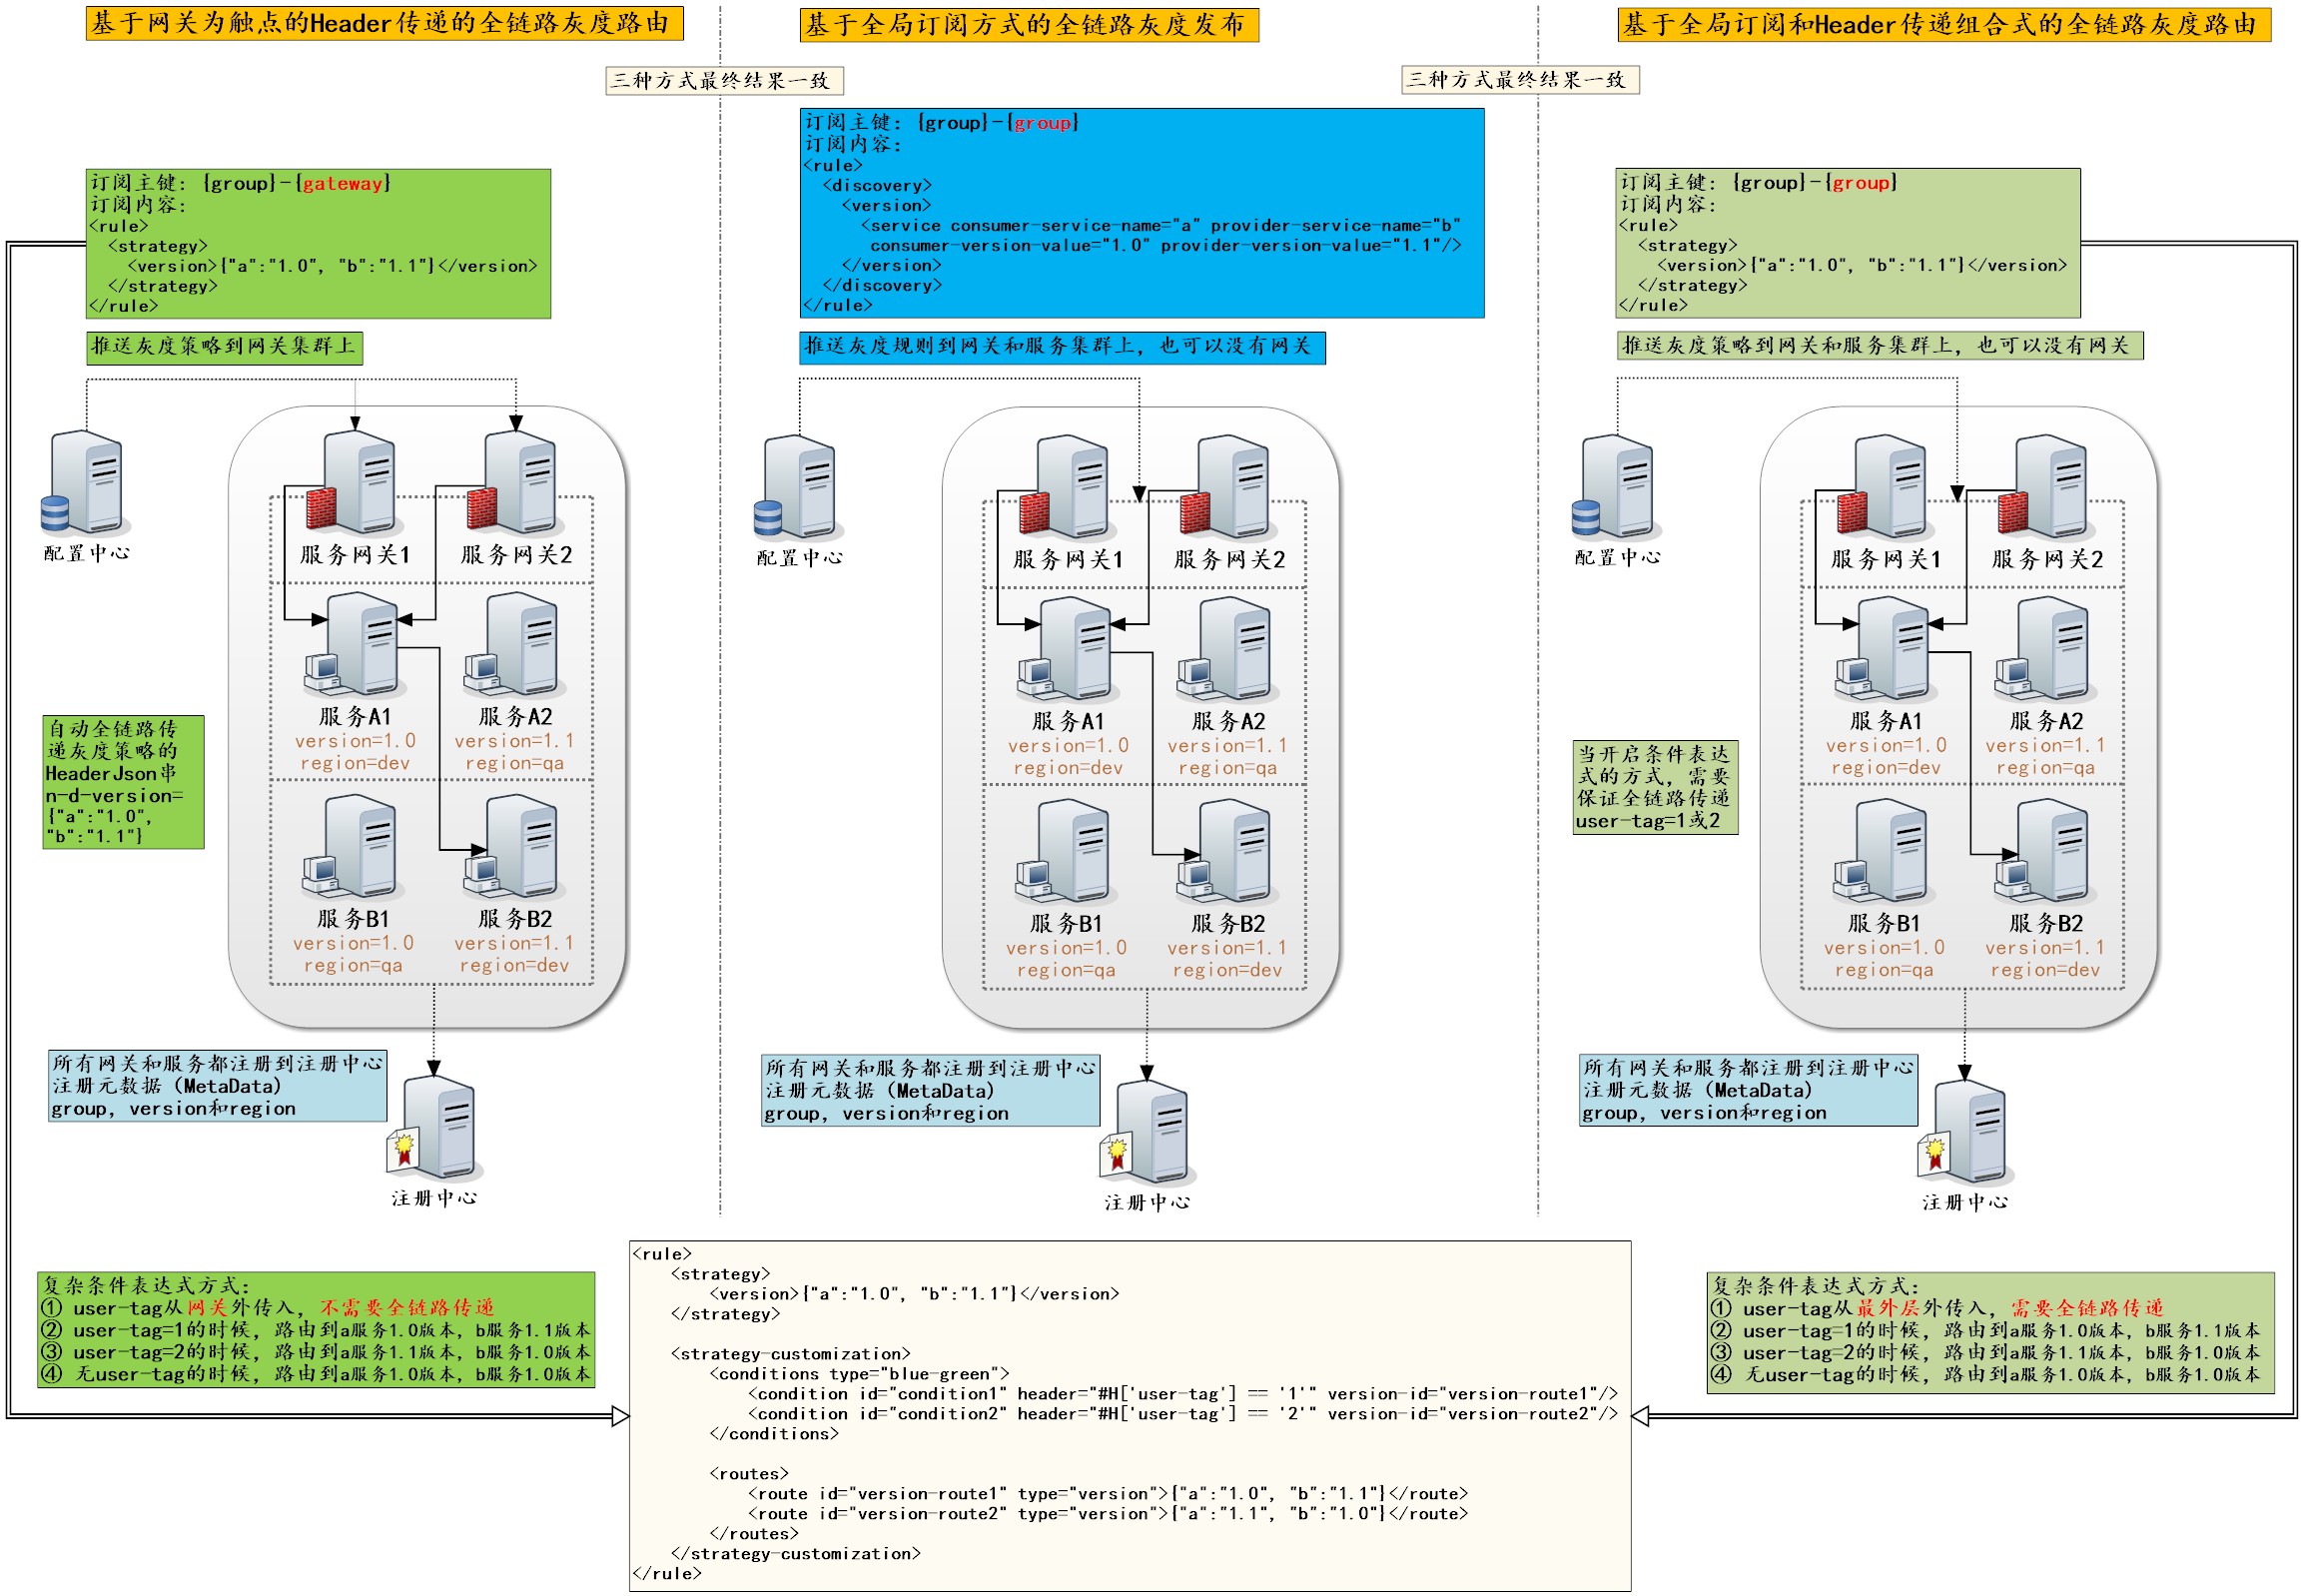 基于网关为触点的Header传递的全链路灰度路由
基于全局订阅方式的全链路灰度发布
基于全局订阅和Header传递组合式的全链路灰度路由
三种方式最终结果一致
三种方式最终结果一致
订阅主键: {group}-{gateway}
订阅内容:
<rule>
<strategy>
<version>{"a":"1.0", "b":"1.1"}</version>
</strategy>
</rule>
推送灰度策略到网关集群上
配置中心
服务网关1
服务网关2
服务A1
version=1.0
region=dev
服务A2
version=1.1
region=qa
自动全链路传
递灰度策略的
HeaderJson串
n-d-version=
{"a":"1.0",
"b":"1.1"}
服务B1
version=1.0
region=qa
服务B2
version=1.1
region=dev
所有网关和服务都注册到注册中心
注册元数据（MetaData）
group, version和region
注册中心
订阅主键: {group}-{group}
订阅内容:
<rule>
<discovery>
<version>
<service consumer-service-name="a" provider-service-name="b"
consumer-version-value="1.0" provider-version-value="1.1"/>
</version>
</discovery>
</rule>
推送灰度规则到网关和服务集群上, 也可以没有网关
配置中心
服务网关1
服务网关2
服务A1
version=1.0
region=dev
服务A2
version=1.1
region=qa
服务B1
version=1.0
region=qa
服务B2
version=1.1
region=dev
所有网关和服务都注册到注册中心
注册元数据（MetaData）
group, version和region
注册中心
订阅主键: {group}-{group}
订阅内容:
<rule>
<strategy>
<version>{"a":"1.0", "b":"1.1"}</version>
</strategy>
</rule>
推送灰度策略到网关和服务集群上, 也可以没有网关
配置中心
服务网关1
服务网关2
服务A1
version=1.0
region=dev
服务A2
version=1.1
region=qa
当开启条件表达
式的方式, 需要
保证全链路传递
user-tag=1或2
服务B1
version=1.0
region=qa
服务B2
version=1.1
region=dev
所有网关和服务都注册到注册中心
注册元数据（MetaData）
group, version和region
注册中心
复杂条件表达式方式:
① user-tag从网关外传入, 不需要全链路传递
② user-tag=1的时候, 路由到a服务1.0版本, b服务1.1版本
③ user-tag=2的时候, 路由到a服务1.1版本, b服务1.0版本
④ 无user-tag的时候, 路由到a服务1.0版本, b服务1.0版本
<rule>
<strategy>
<version>{"a":"1.0", "b":"1.1"}</version>
</strategy>
<strategy-customization>
<conditions type="blue-green">
<condition id="condition1" header="#H['user-tag'] == '1'" version-id="version-route1"/>
<condition id="condition2" header="#H['user-tag'] == '2'" version-id="version-route2"/>
</conditions>
<routes>
<route id="version-route1" type="version">{"a":"1.0", "b":"1.1"}</route>
<route id="version-route2" type="version">{"a":"1.1", "b":"1.0"}</route>
</routes>
</strategy-customization>
</rule>
复杂条件表达式方式:
① user-tag从最外层外传入, 需要全链路传递
② user-tag=1的时候, 路由到a服务1.0版本, b服务1.1版本
③ user-tag=2的时候, 路由到a服务1.1版本, b服务1.0版本
④ 无user-tag的时候, 路由到a服务1.0版本, b服务1.0版本